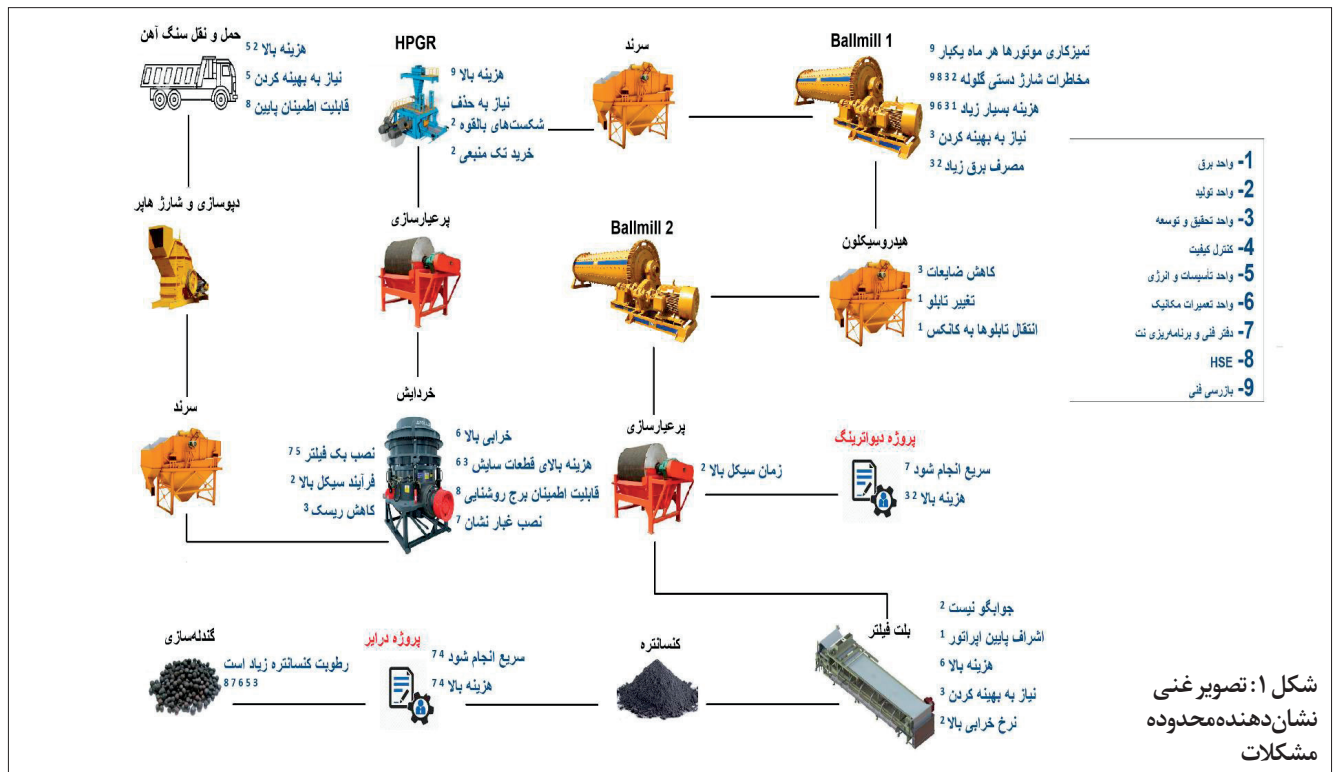 حمل و نقل سنگ آهن
هزینه بالا 5 2
نیاز به بهینه کردن 5
قابلیت اطمینان پایین 8
HPGR
هزینه بالا 9
نیاز به حذف
شکست‌های بالقوه 2
خرید تک منبعی 2
سرند
Ballmill 1
تمیزکاری موتورها هر ماه یکبار 9
مخاطرات شارژ دستی گلوله 9 8 3 2
هزینه بسیار زیاد 9 6 3 1
نیاز به بهینه کردن 3
مصرف برق زیاد 3 2
1- واحد برق
2- واحد تولید
3- واحد تحقیق و توسعه
4- کنترل کیفیت
5- واحد تأسیسات و انرژی
6- واحد تعمیرات مکانیک
7- دفتر فنی و برنامه‌ریزی نت
8- HSE
9- بازرسی فنی
دپوسازی و شارژ هاپر
پرعیارسازی
Ballmill 2
هیدروسیکلون
کاهش ضایعات 3
تغییر تابلو 1
انتقال تابلوها به کانکس 1
سرند
نصب بک فیلتر 7 5
فرآیند سیکل بالا 2
کاهش ریسک 3
خردایش
خرابی بالا 6
هزینه بالای قطعات سایش 6 3
قابلیت اطمینان برج روشنایی 8
نصب غبار نشان 7
پرعیارسازی
زمان سیکل بالا 2
پروژه دیواترینگ
سریع انجام شود 7
هزینه بالا 3 2
گندله‌سازی
رطوبت کنسانتره زیاد است
8 7 6 5 3
پروژه درایر
سریع انجام شود 7 4
هزینه بالا 7 4
کنسانتره
بلت فیلتر
جوابگو نیست 2
اشراف پایین اپراتور 1
هزینه بالا 6
نیاز به بهینه کردن 3
نرخ خرابی بالا 2
شکل ۱: تصویر غنی
نشان‌دهنده محدوده
مشکلات